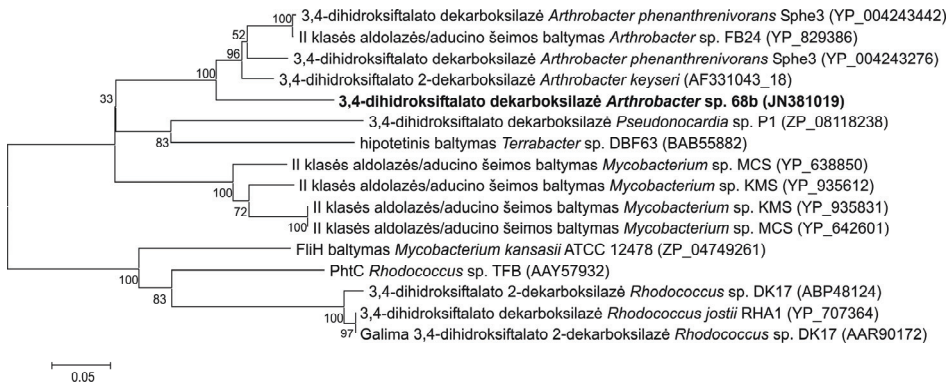 100 3,4-dihidroksiftalato dekarboksilazė Arthrobacter phenanthrenivorans Sphe3 (YP_004243442)
52 II klasės aldolazės/aducino šeimos baltymas Arthrobacter sp. FB24 (YP_829386)
96 3,4-dihidroksiftalato dekarboksilazė Arthrobacter phenanthrenivorans Sphe3 (YP_004243276)
100 3,4-dihidroksiftalato 2-dekarboksilazė Arthrobacter keyseri (AF331043_18)
33 3,4-dihidroksiftalato dekarboksilazė Arthrobacter sp. 68b (JN381019)
3,4-dihidroksiftalato dekarboksilazė Pseudonocardia sp. P1 (ZP_08118238)
83 hipotetinis baltymas Terrabacter sp. DBF63 (BAB55882)
II klasės aldolazės/aducino šeimos baltymas Mycobacterium sp. MCS (YP_638850)
100 II klasės aldolazės/aducino šeimos baltymas Mycobacterium sp. KMS (YP_935612)
72 II klasės aldolazės/aducino šeimos baltymas Mycobacterium sp. KMS (YP_935831)
100 II klasės aldolazės/aducino šeimos baltymas Mycobacterium sp. MCS (YP_642601)
FliH baltymas Mycobacterium kansasii ATCC 12478 (ZP_04749261)
100 PhtC Rhodococcus sp. TFB (AAY57932)
83 3,4-dihidroksiftalato 2-dekarboksilazė Rhodococcus sp. DK17 (ABP48124)
100 3,4-dihidroksiftalato dekarboksilazė Rhodococcus jostii RHA1 (YP_707364)
97 Galima 3,4-dihidroksiftalato 2-dekarboksilazė Rhodococcus sp. DK17 (AAR90172)
0.05